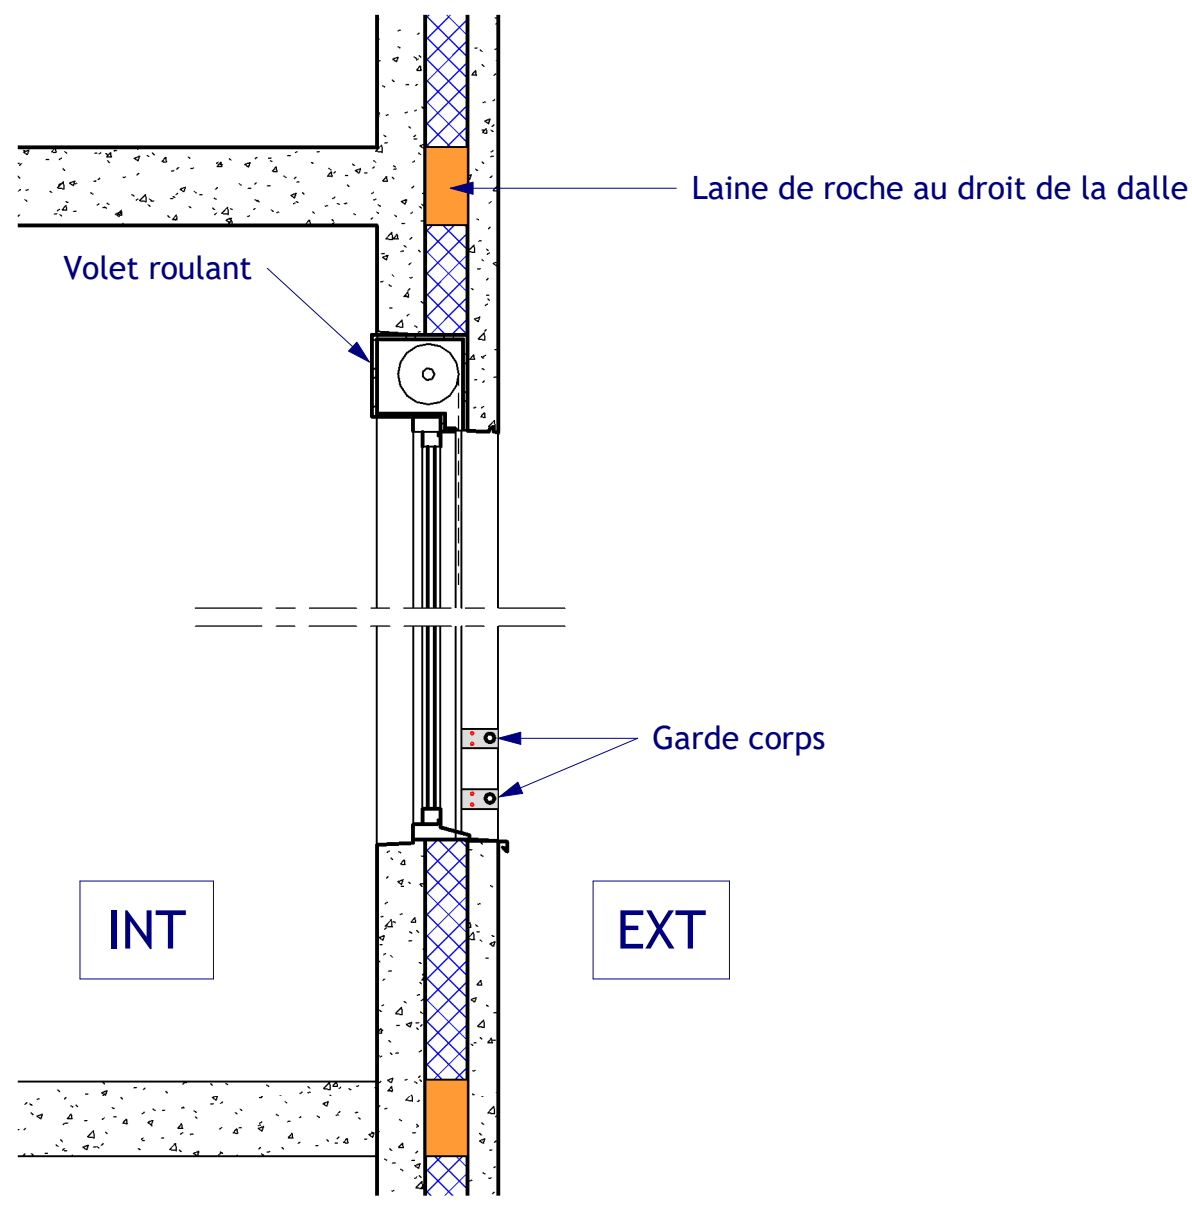 Laine de roche au droit de la dalle
Volet roulant
Garde corps
INT
EXT